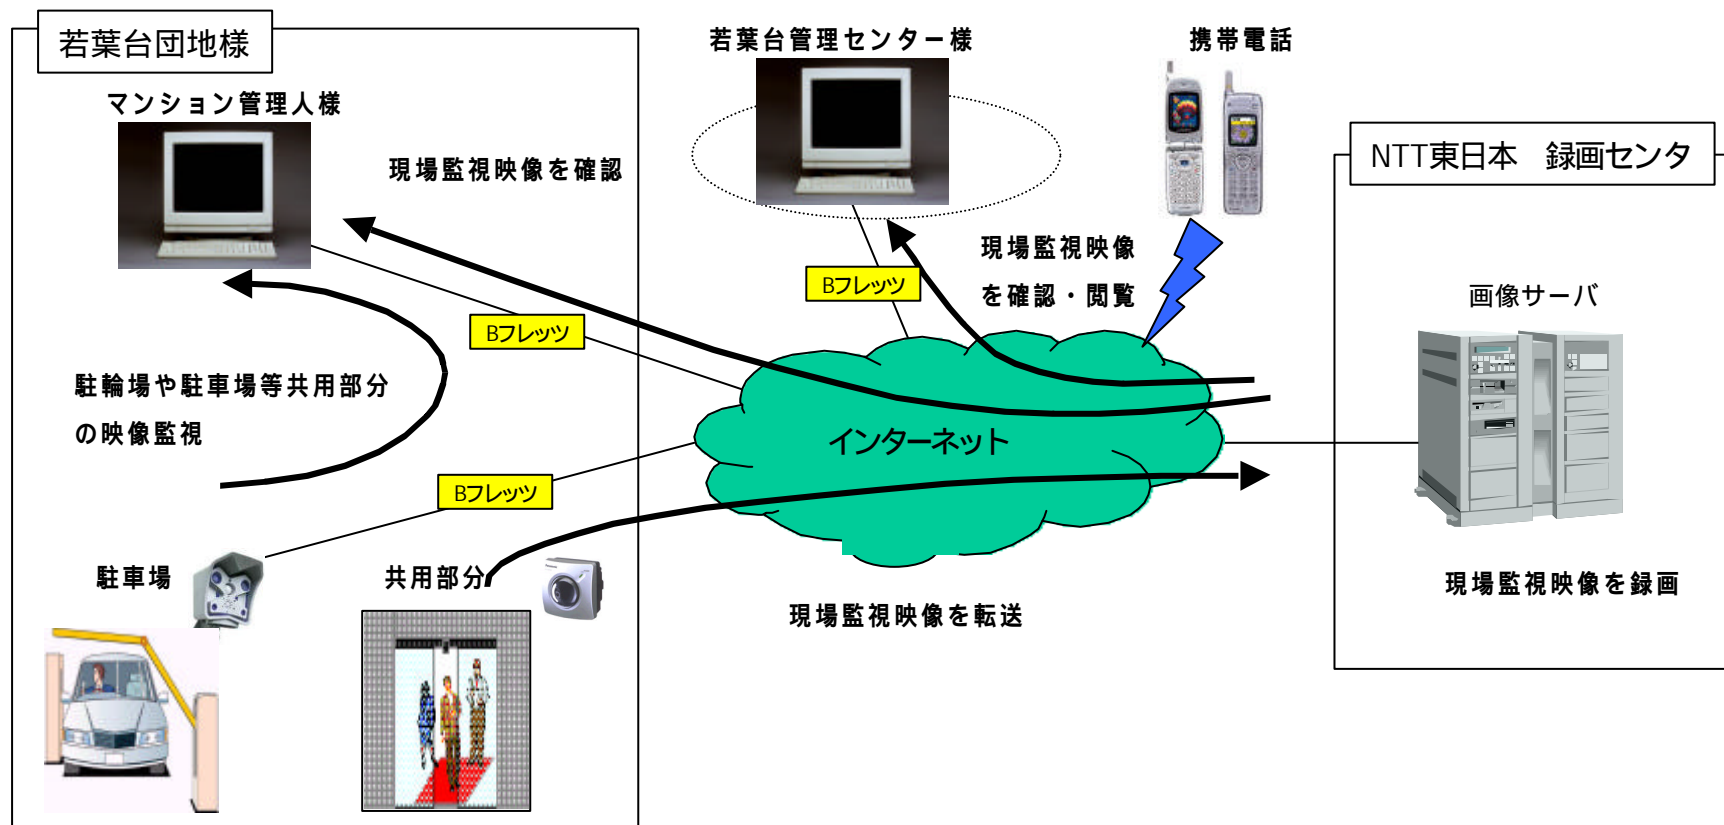 若葉台団地様
マンション管理人様
現場監視映像を確認
若葉台管理センター様
携帯電話
NTT東日本　録画センタ
現場監視映像
を確認・閲覧
Bフレッツ
Bフレッツ
画像サーバ
駐輪場や駐車場等共用部分
の映像監視
インターネット
Bフレッツ
駐車場
共用部分
現場監視映像を転送
現場監視映像を録画